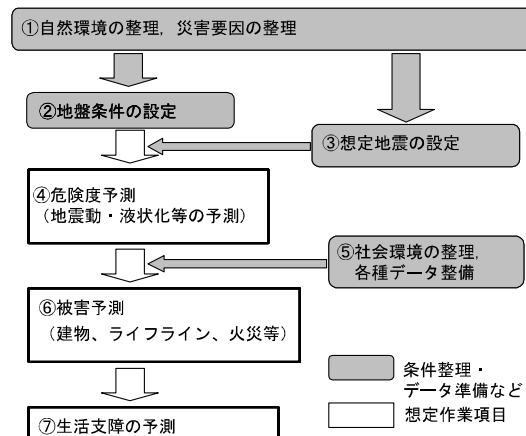 ①自然環境の整理，災害要因の整理
②地盤条件の設定
③想定地震の設定
④危険度予測
（地震動・液状化等の予測）
⑤社会環境の整理，
各種データ整備
⑥被害予測
（建物、ライフライン、火災等）
条件整理・
データ準備など
想定作業項目
⑦生活支障の予測